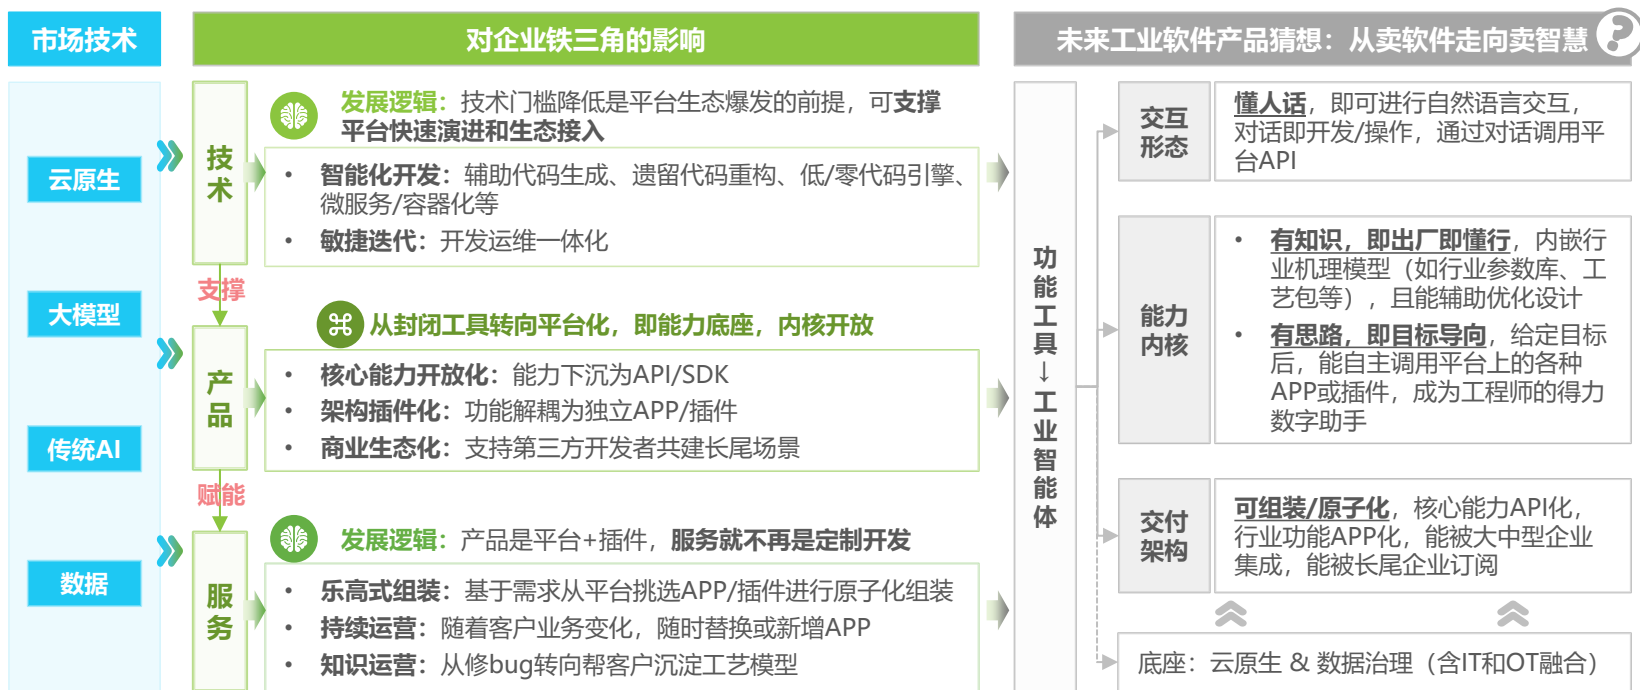 市场技术
云原生
大模型
传统AI
数据
对企业铁三角的影响
技
术
发展逻辑：技术门槛降低是平台生态爆发的前提，可支撑
平台快速演进和生态接入
• 智能化开发：辅助代码生成、遗留代码重构、低/零代码引擎、
微服务/容器化等
• 敏捷迭代：开发运维一体化
支撑
产
品
从封闭工具转向平台化，即能力底座，内核开放
• 核心能力开放化：能力下沉为API/SDK
• 架构插件化：功能解耦为独立APP/插件
• 商业生态化：支持第三方开发者共建长尾场景
赋能
服
务
发展逻辑：产品是平台+插件，服务就不再是定制开发
• 乐高式组装：基于需求从平台挑选APP/插件进行原子化组装
• 持续运营：随着客户业务变化，随时替换或新增APP
• 知识运营：从修bug转向帮客户沉淀工艺模型
未来工业软件产品猜想：从卖软件走向卖智慧
?
功
能
工
具
↓
工
业
智
能
体
交互
形态
懂人话，即可进行自然语言交互，
对话即开发/操作，通过对话调用平
台API
能力
内核
• 有知识，即出厂即懂行，内嵌行
业机理模型（如行业参数库、工
艺包等），且能辅助优化设计
• 有思路，即目标导向，给定目标
后，能自主调用平台上的各种
APP或插件，成为工程师的得力
数字助手
交付
架构
可组装/原子化，核心能力API化，
行业功能APP化，能被大中型企业
集成，能被长尾企业订阅
底座：云原生 & 数据治理（含IT和OT融合）